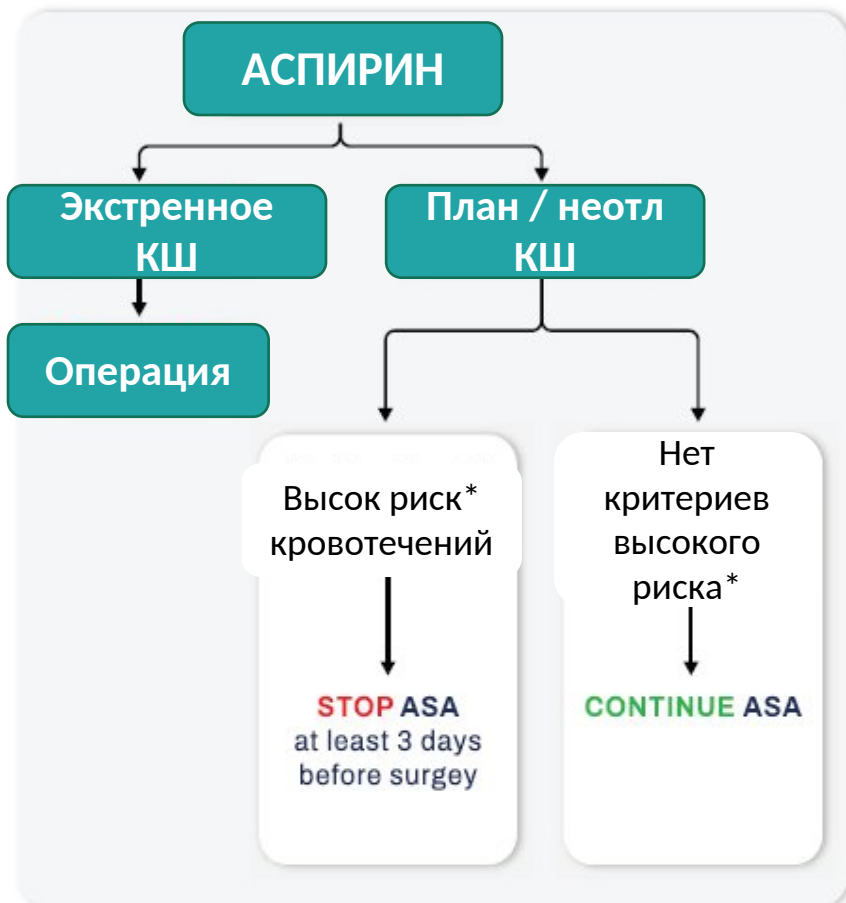 АСПИРИН
Экстренное
КШ
План / неотл
КШ
Операция
Высок риск*
кровотечений
STOP ASA
at least 3 days
before surgey
Нет
критериев
высокого
риска*
CONTINUE ASA